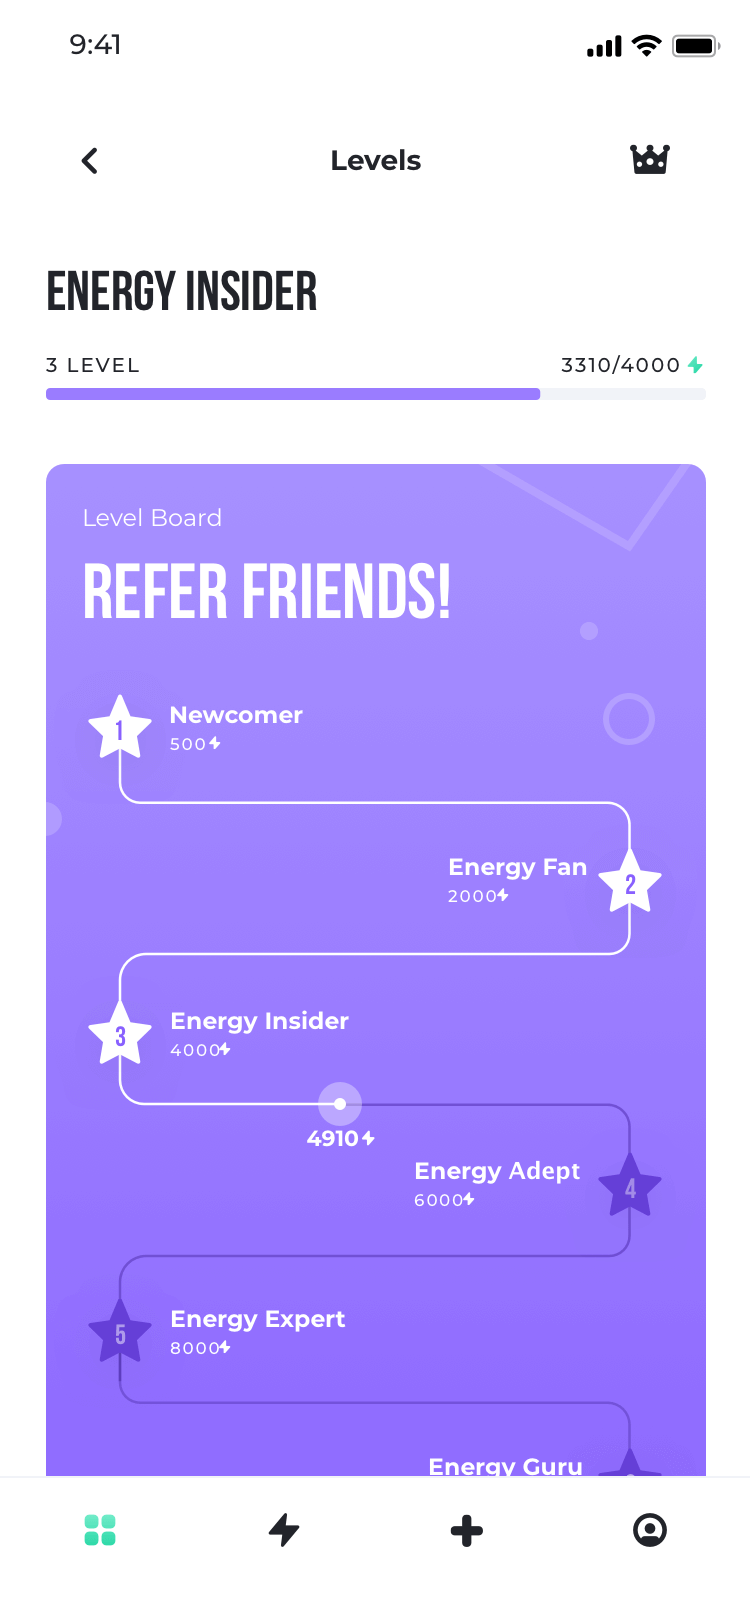 9:41
Levels
ENERGY INSIDER
3 LEVEL
3310/4000
Level Board
REFER FRIENDS!
1
Newcomer
500
Energy Fan
2000
2
3
Energy Insider
4000
4910
Energy Adept
6000
4
5
Energy Expert
8000
Energy Guru